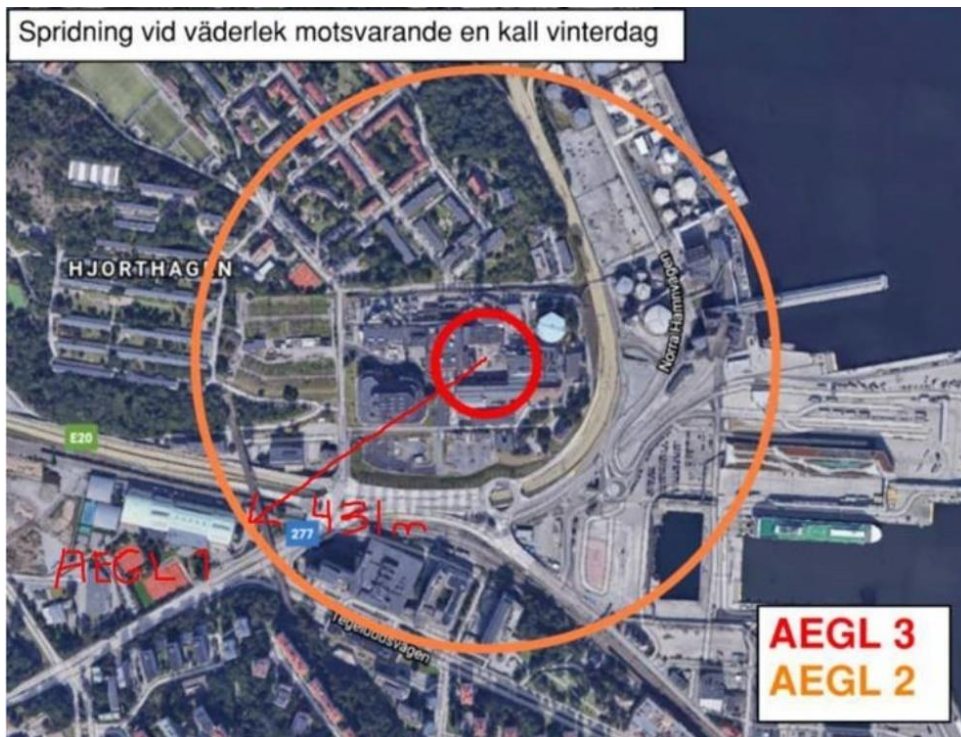 Spridning vid väderlek motsvarande en kall vinterdag
HJORTHAGEN
Norra Hamnvägen
E20
431m
277
AEGL 1
Tegeluddsvägen
AEGL 3
AEGL 2